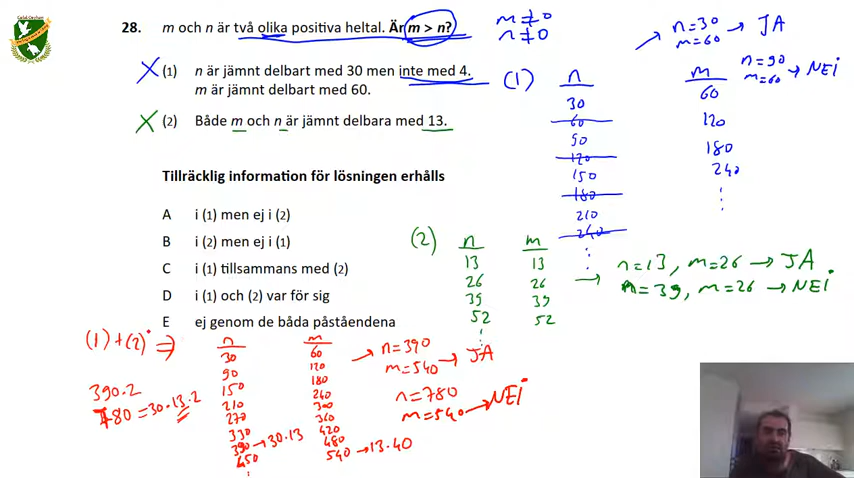 28. m och n är två olika positiva heltal. Är m > n?
m ≠ 0
n ≠ 0
(1) n är jämnt delbart med 30 men inte med 4.
m är jämnt delbart med 60.
(2) Både m och n är jämnt delbara med 13.
Tillräcklig information för lösningen erhålls
A i (1) men ej i (2)
B i (2) men ej i (1)
C i (1) tillsammans med (2)
D i (1) och (2) var för sig
E ej genom de båda påståendena
(1) n m
30 60
60 120
90 180
120 240
150
180
210
240
n=30
m=60 → JA
n=90
m=60 → NEJ
(2) n m
13 13
26 26
39 39
52 52
→ n=13, m=26 → JA
n=39, m=26 → NEJ
(1)+(2) ⇒
n m
30 60
90 120
150 180
210 240
270 300
330 360
390 → 30.13 420
450 480
540 → 13.40
→ n=390
m=540 → JA
n=780
m=540 → NEJ
390.2
780=30.13.2